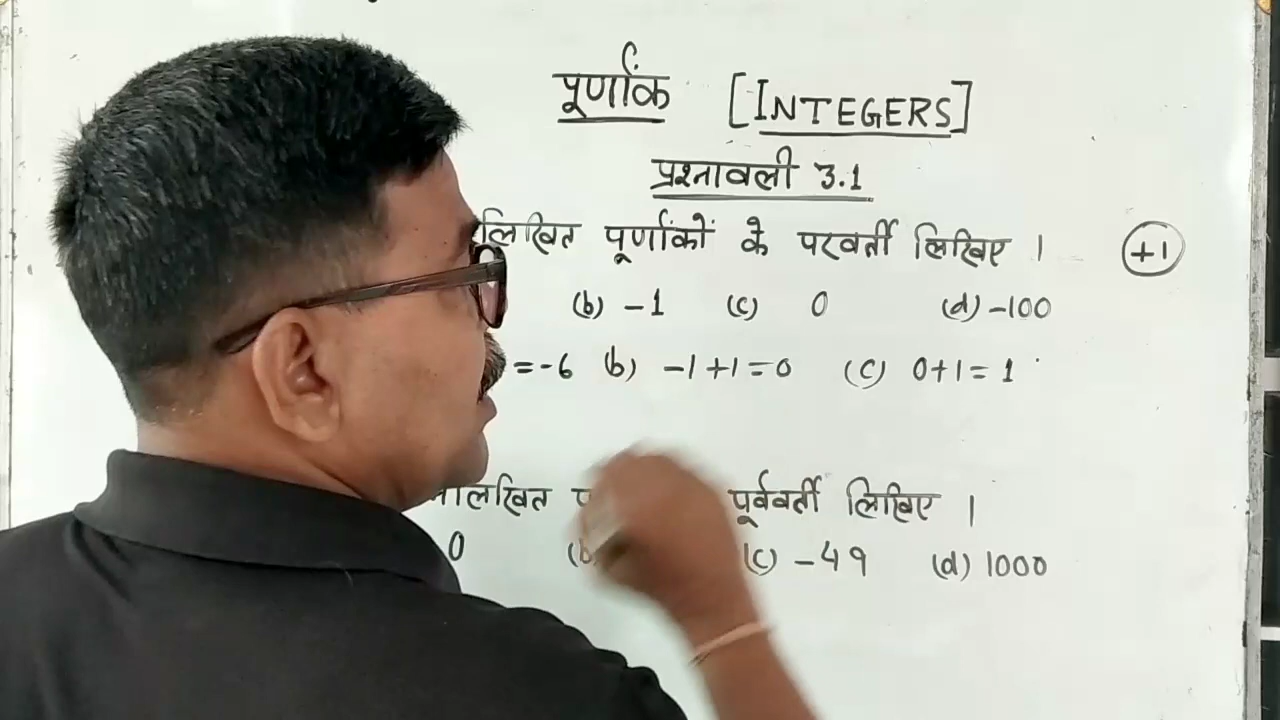 पूर्णांक [INTEGERS]
प्रश्नावली 3.1
पूर्णांकों के परवर्ती लिखिए । +1
(b) -1 (c) 0 (d) -100
= -6 (b) -1+1=0 (c) 0+1=1
पूर्ववर्ती लिखिए ।
0 (c) -49 (d) 1000